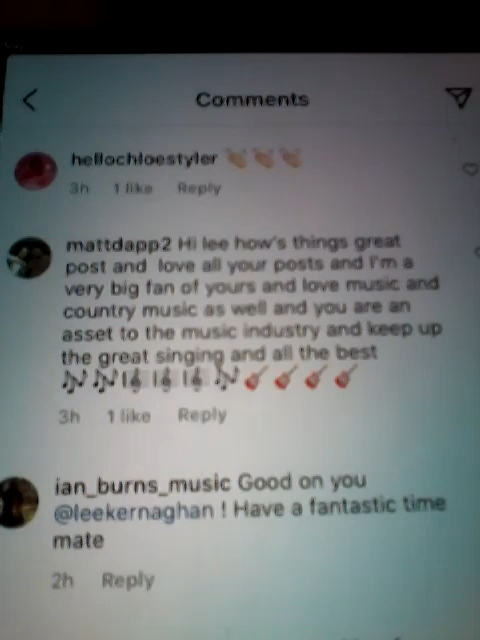 Comments
hellochloestyler 👏🏼👏🏼👏🏼
3h 1 like Reply
mattdapp2 Hi lee how's things great
post and love all your posts and I'm a
very big fan of yours and love music and
country music as well and you are an
asset to the music industry and keep up
the great singing and all the best
🎶🎶🎼🎼🎼🎶🎸🎸🎸🎸
3h 1 like Reply
ian_burns_music Good on you
@leekernaghan ! Have a fantastic time
mate
2h Reply